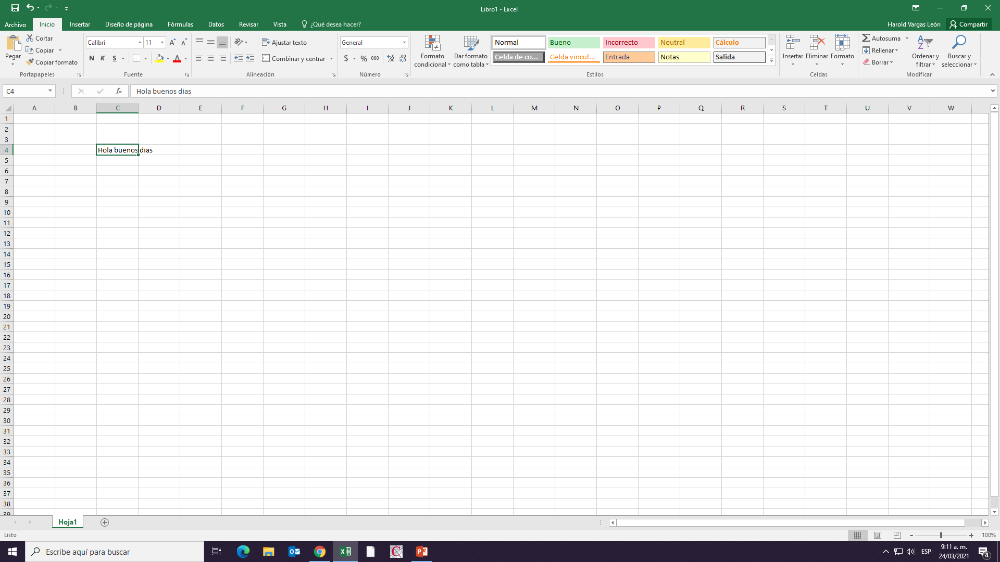 Libro1 - Excel
Archivo Inicio Insertar Diseño de página Fórmulas Datos Revisar Vista ¿Qué desea hacer? Harold Vargas León Compartir
Pegar
Cortar
Copiar
Copiar formato
Portapapeles
Calibri 11
N K S
Fuente
Ajustar texto
Combinar y centrar
Alineación
General
$ % 000
Número
Formato condicional
Dar formato como tabla
Normal Bueno Incorrecto Neutral Cálculo
Celda de co... Celda vincul... Entrada Notas Salida
Estilos
Insertar Eliminar Formato
Celdas
Autosuma
Rellenar
Borrar
Ordenar y filtrar
Buscar y seleccionar
Modificar
C4 fx Hola buenos dias
A B C D E F G H I J K L M N O P Q R S T U V W
1
2
3
4 Hola buenos dias
5
6
7
8
9
10
11
12
13
14
15
16
17
18
19
20
21
22
23
24
25
26
27
28
29
30
31
32
33
34
35
36
37
38
39
Hoja1
Listo 100%
Escribe aquí para buscar
ESP
9:11 a. m.
24/03/2021
4